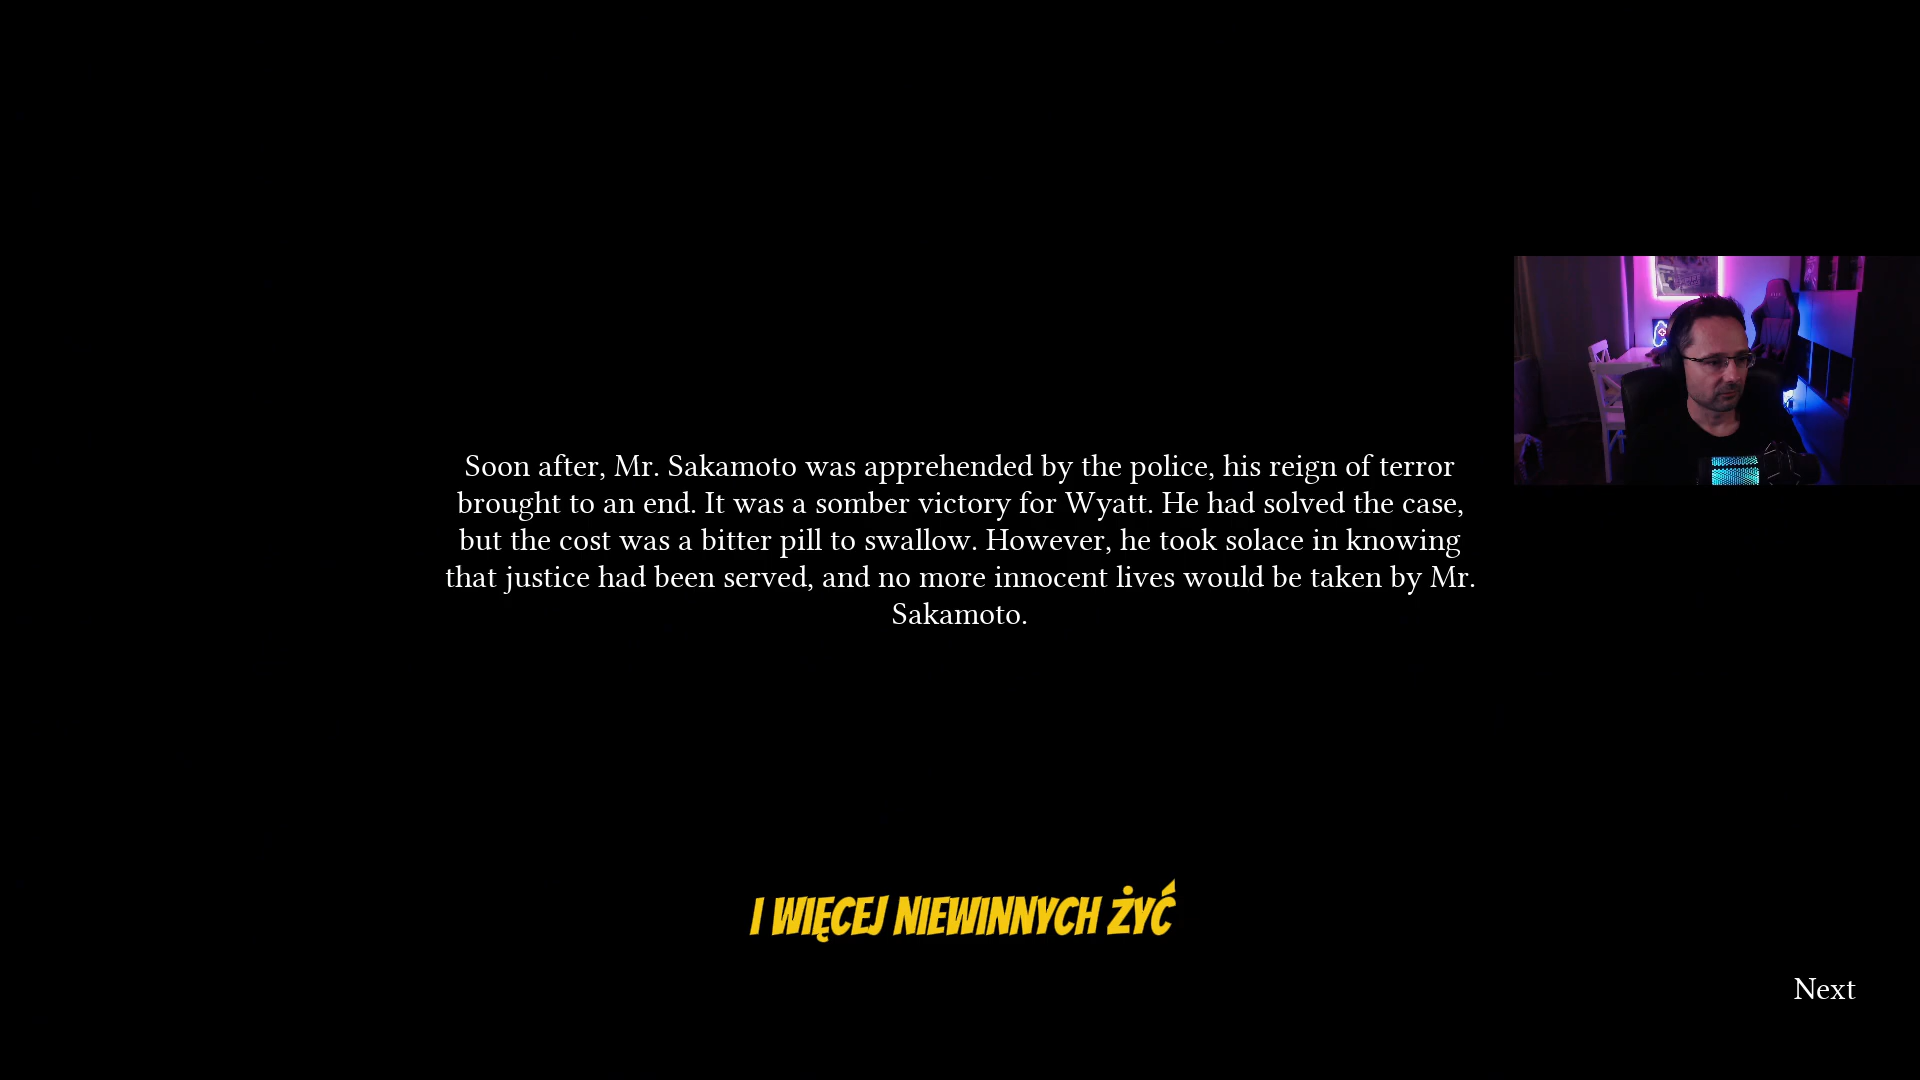 Soon after, Mr. Sakamoto was apprehended by the police, his reign of terror
brought to an end. It was a somber victory for Wyatt. He had solved the case,
but the cost was a bitter pill to swallow. However, he took solace in knowing
that justice had been served, and no more innocent lives would be taken by Mr.
Sakamoto.
I WIĘCEJ NIEWINNYCH ŻYĆ
Next